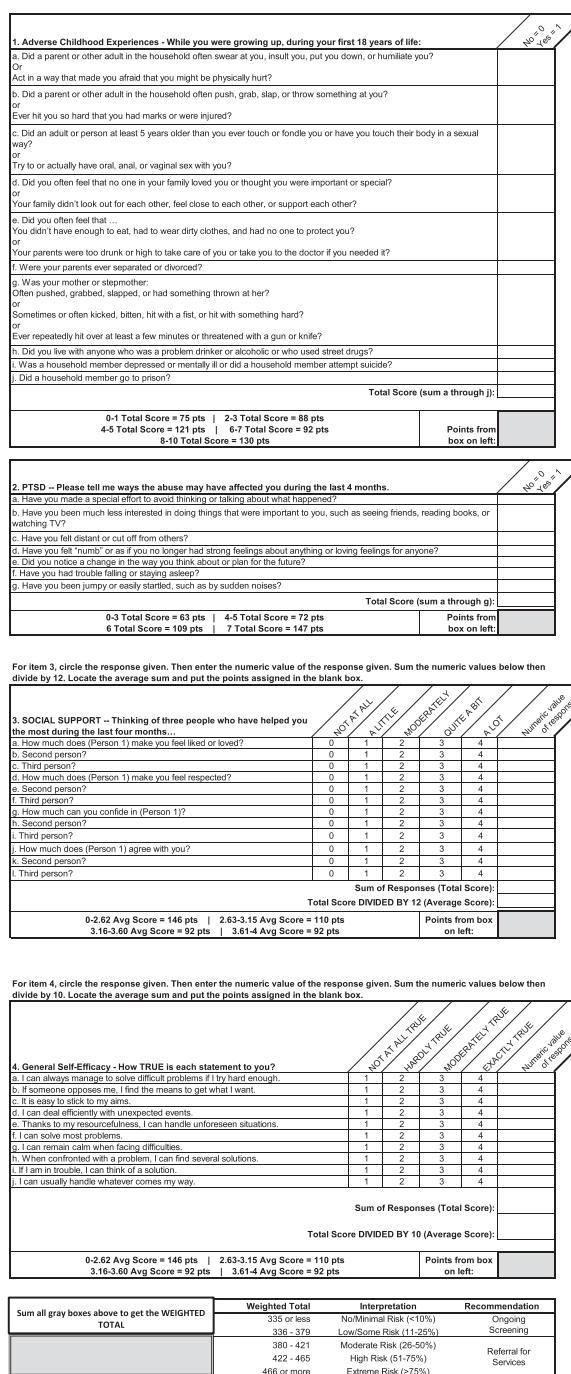 1. Adverse Childhood Experiences - While you were growing up, during your first 18 years of life:
No = 0
Yes = 1
a. Did a parent or other adult in the household often swear at you, insult you, put you down, or humiliate you?
Or
Act in a way that made you afraid that you might be physically hurt?
b. Did a parent or other adult in the household often push, grab, slap, or throw something at you?
or
Ever hit you so hard that you had marks or were injured?
c. Did an adult or person at least 5 years older than you ever touch or fondle you or have you touch their body in a sexual
way?
or
Try to or actually have oral, anal, or vaginal sex with you?
d. Did you often feel that no one in your family loved you or thought you were important or special?
or
Your family didn't look out for each other, feel close to each other, or support each other?
e. Did you often feel that …
You didn't have enough to eat, had to wear dirty clothes, and had no one to protect you?
or
Your parents were too drunk or high to take care of you or take you to the doctor if you needed it?
f. Were your parents ever separated or divorced?
g. Was your mother or stepmother:
Often pushed, grabbed, slapped, or had something thrown at her?
or
Sometimes or often kicked, bitten, hit with a fist, or hit with something hard?
or
Ever repeatedly hit over at least a few minutes or threatened with a gun or knife?
h. Did you live with anyone who was a problem drinker or alcoholic or who used street drugs?
i. Was a household member depressed or mentally ill or did a household member attempt suicide?
j. Did a household member go to prison?
Total Score (sum a through j):
0-1 Total Score = 75 pts | 2-3 Total Score = 88 pts
4-5 Total Score = 121 pts | 6-7 Total Score = 92 pts
8-10 Total Score = 130 pts
Points from
box on left:
2. PTSD -- Please tell me ways the abuse may have affected you during the last 4 months.
No = 0
Yes = 1
a. Have you made a special effort to avoid thinking or talking about what happened?
b. Have you been much less interested in doing things that were important to you, such as seeing friends, reading books, or
watching TV?
c. Have you felt distant or cut off from others?
d. Have you felt "numb" or as if you no longer had strong feelings about anything or loving feelings for anyone?
e. Did you notice a change in the way you think about or plan for the future?
f. Have you had trouble falling or staying asleep?
g. Have you been jumpy or easily startled, such as by sudden noises?
Total Score (sum a through g):
0-3 Total Score = 63 pts | 4-5 Total Score = 72 pts
6 Total Score = 109 pts | 7 Total Score = 147 pts
Points from
box on left:
For item 3, circle the response given. Then enter the numeric value of the response given. Sum the numeric values below then
divide by 12. Locate the average sum and put the points assigned in the blank box.
3. SOCIAL SUPPORT -- Thinking of three people who have helped you
the most during the last four months…
NOT AT ALL
A LITTLE
MODERATELY
QUITE A BIT
A LOT
Numeric value
of respon
a. How much does (Person 1) make you feel liked or loved? 0 1 2 3 4
b. Second person? 0 1 2 3 4
c. Third person? 0 1 2 3 4
d. How much does (Person 1) make you feel respected? 0 1 2 3 4
e. Second person? 0 1 2 3 4
f. Third person? 0 1 2 3 4
g. How much can you confide in (Person 1)? 0 1 2 3 4
h. Second person? 0 1 2 3 4
i. Third person? 0 1 2 3 4
j. How much does (Person 1) agree with you? 0 1 2 3 4
k. Second person? 0 1 2 3 4
l. Third person? 0 1 2 3 4
Sum of Responses (Total Score):
Total Score DIVIDED BY 12 (Average Score):
0-2.62 Avg Score = 146 pts | 2.63-3.15 Avg Score = 110 pts
3.16-3.60 Avg Score = 92 pts | 3.61-4 Avg Score = 92 pts
Points from box
on left:
For item 4, circle the response given. Then enter the numeric value of the response given. Sum the numeric values below then
divide by 10. Locate the average sum and put the points assigned in the blank box.
4. General Self-Efficacy - How TRUE is each statement to you?
NOT AT ALL TRUE
HARDLY TRUE
MODERATELY TRUE
EXACTLY TRUE
Numeric value
of respons
a. I can always manage to solve difficult problems if I try hard enough. 1 2 3 4
b. If someone opposes me, I find the means to get what I want. 1 2 3 4
c. It is easy to stick to my aims. 1 2 3 4
d. I can deal efficiently with unexpected events. 1 2 3 4
e. Thanks to my resourcefulness, I can handle unforeseen situations. 1 2 3 4
f. I can solve most problems. 1 2 3 4
g. I can remain calm when facing difficulties. 1 2 3 4
h. When confronted with a problem, I can find several solutions. 1 2 3 4
i. If I am in trouble, I can think of a solution. 1 2 3 4
j. I can usually handle whatever comes my way. 1 2 3 4
Sum of Responses (Total Score):
Total Score DIVIDED BY 10 (Average Score):
0-2.62 Avg Score = 146 pts | 2.63-3.15 Avg Score = 110 pts
3.16-3.60 Avg Score = 92 pts | 3.61-4 Avg Score = 92 pts
Points from box
on left:
Sum all gray boxes above to get the WEIGHTED
TOTAL
Weighted Total Interpretation Recommendation
335 or less No/Minimal Risk (<10%) Ongoing
336 - 379 Low/Some Risk (11-25%) Screening
380 - 421 Moderate Risk (26-50%)
422 - 465 High Risk (51-75%) Referral for
Services
466 or more Extreme Risk (>75%)